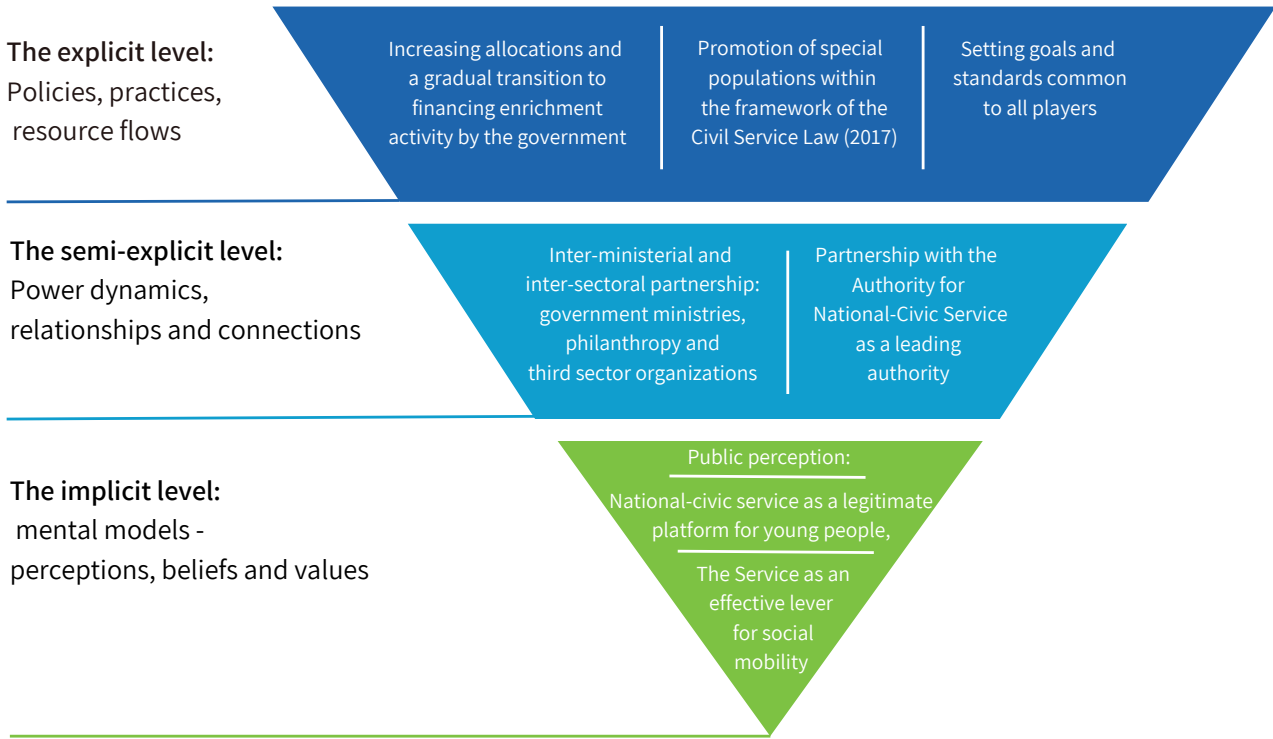 The explicit level:
Policies, practices,
resource flows
Increasing allocations and
a gradual transition to
financing enrichment
activity by the government
Promotion of special
populations within
the framework of the
Civil Service Law (2017)
Setting goals and
standards common
to all players
The semi-explicit level:
Power dynamics,
relationships and connections
Inter-ministerial and
inter-sectoral partnership:
government ministries,
philanthropy and
third sector organizations
Partnership with the
Authority for
National-Civic Service
as a leading
authority
The implicit level:
mental models -
perceptions, beliefs and values
Public perception:
National-civic service as a legitimate
platform for young people,
The Service as an
effective lever
for social
mobility